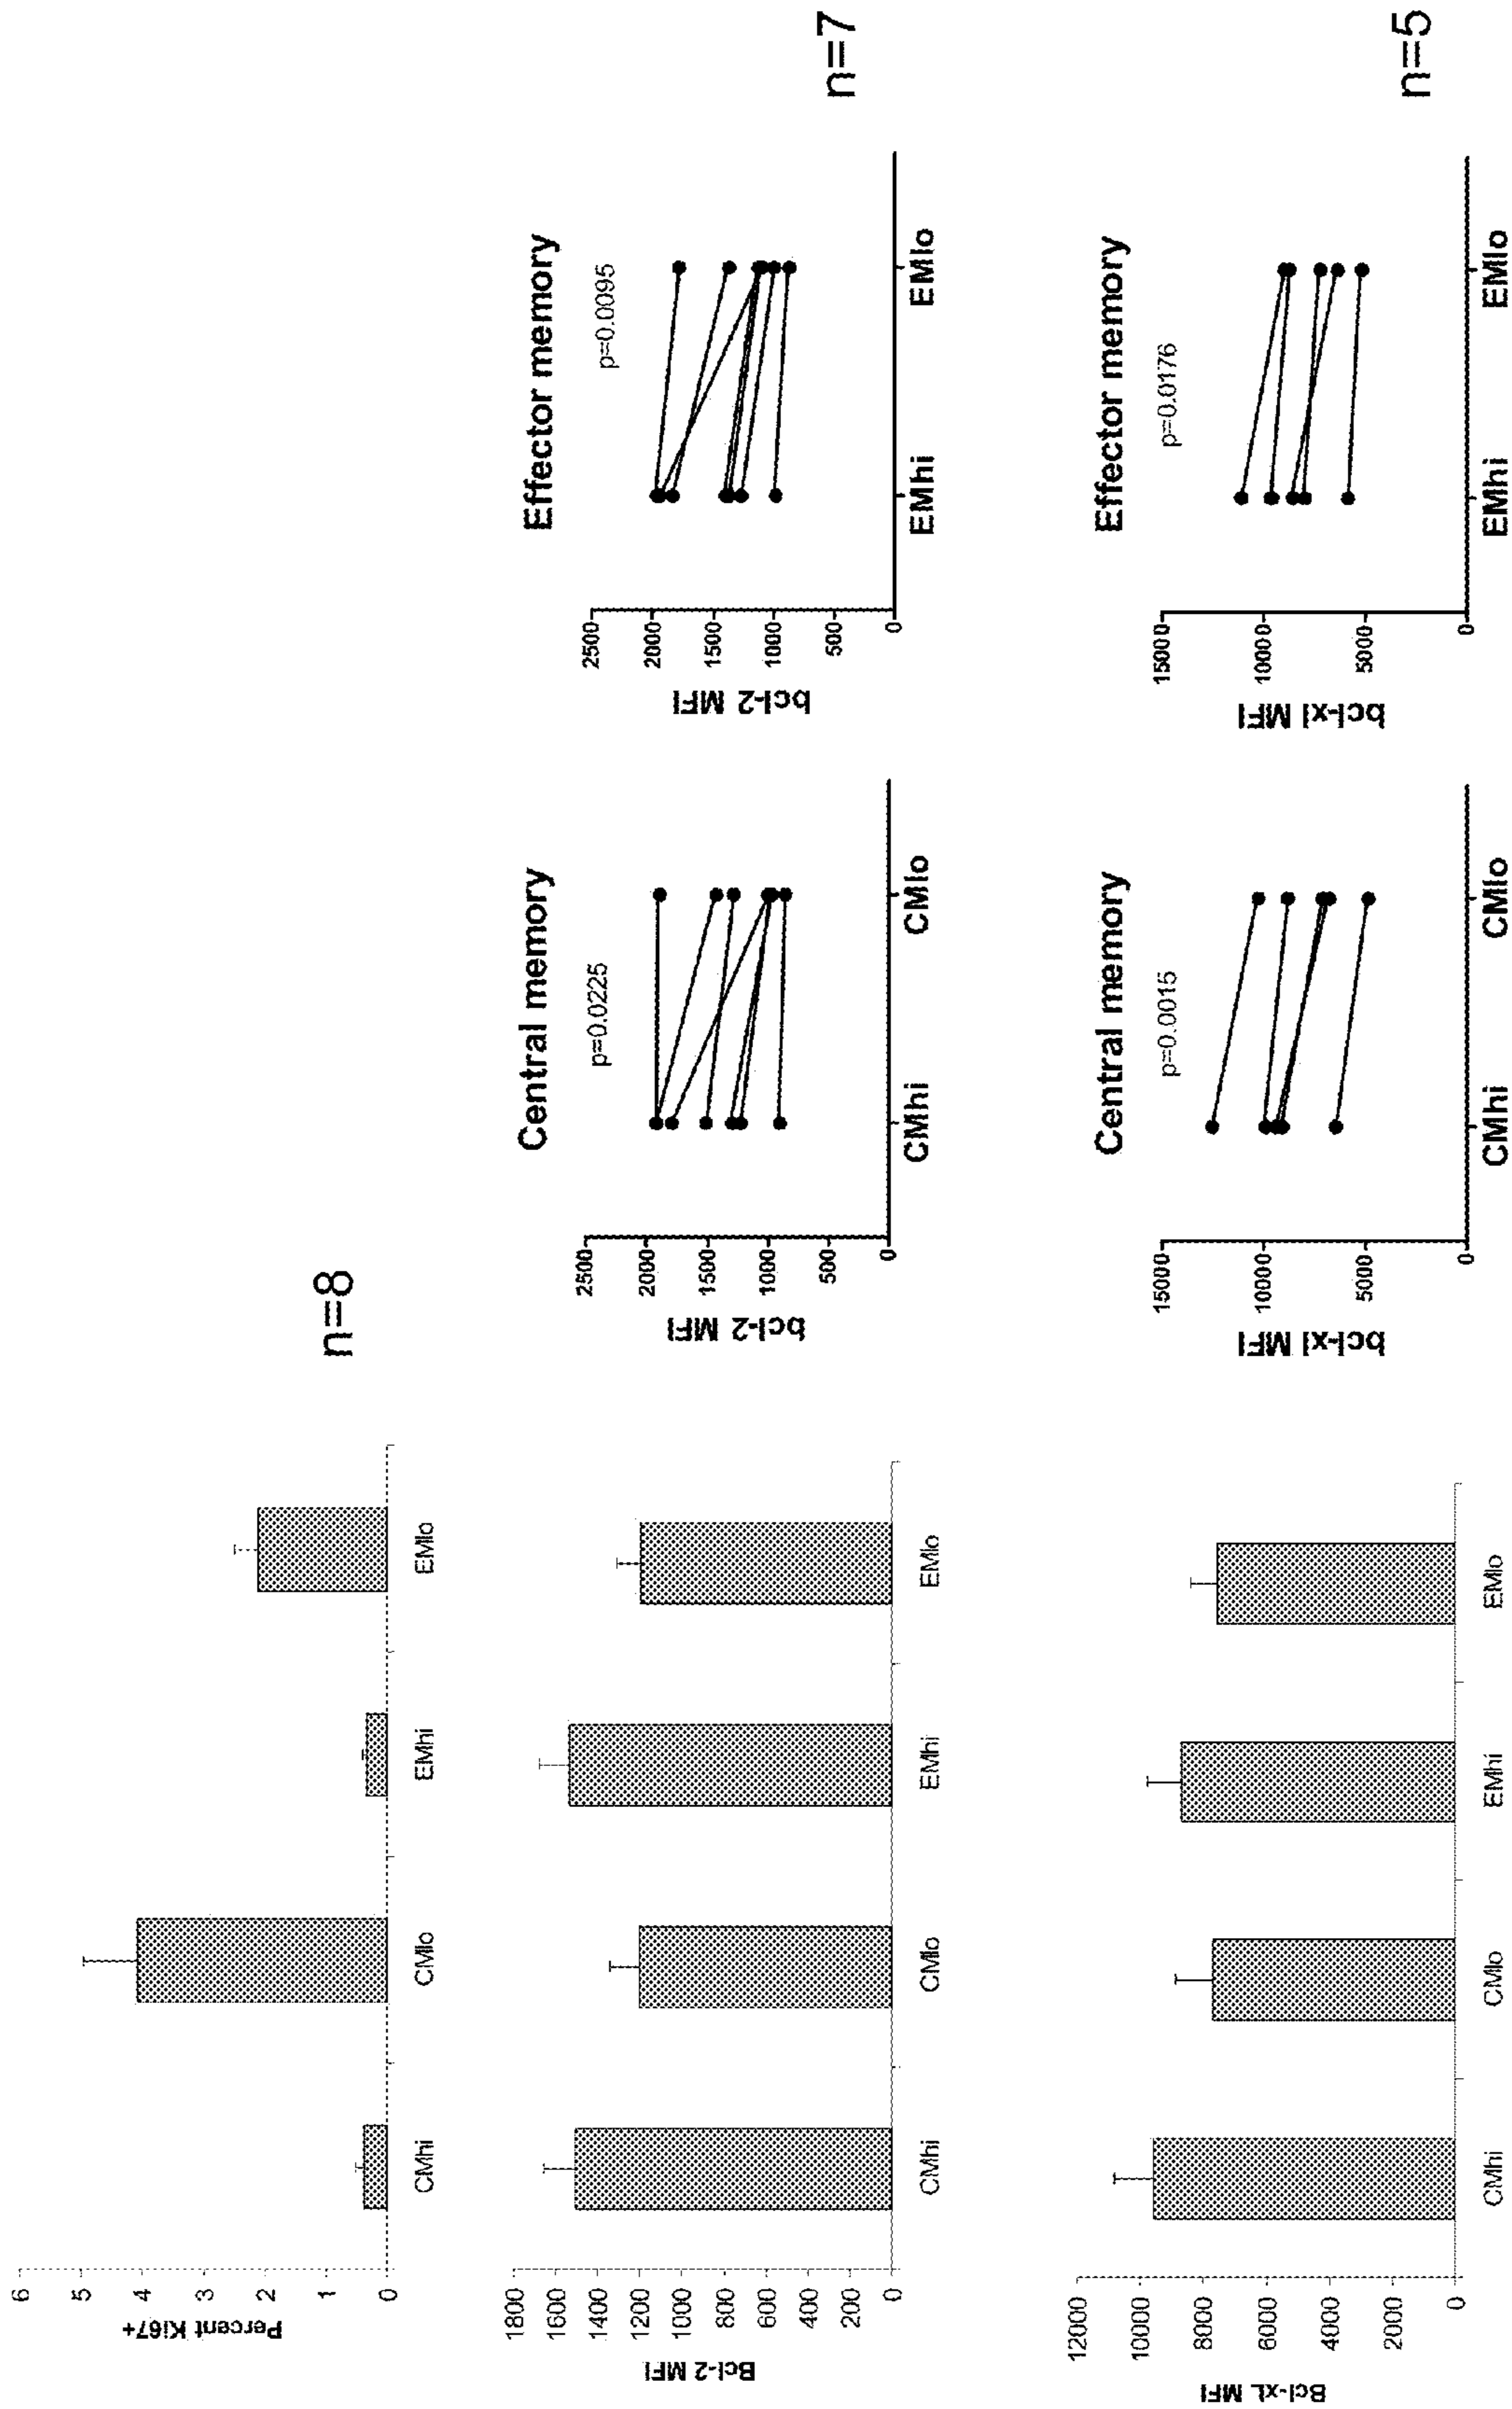 6
5
4
3
2
1
0
Percent Ki67+
CMhi
CMlo
EMhi
EMlo
n=8
1800
1600
1400
1200
1000
800
600
400
200
0
Bcl-2 MFI
CMhi
CMlo
EMhi
EMlo
Central memory
p=0.0225
2500
2000
1500
1000
500
0
bcl-2 MFI
CMhi
CMlo
Effector memory
p=0.0095
2500
2000
1500
1000
500
0
bcl-2 MFI
EMhi
EMlo
n=7
12000
10000
8000
6000
4000
2000
0
Bcl-xL MFI
CMhi
CMlo
EMhi
EMlo
Central memory
p=0.0015
15000
10000
5000
0
bcl-xl MFI
CMhi
CMlo
Effector memory
p=0.0176
15000
10000
5000
0
bcl-xl MFI
EMhi
EMlo
n=5